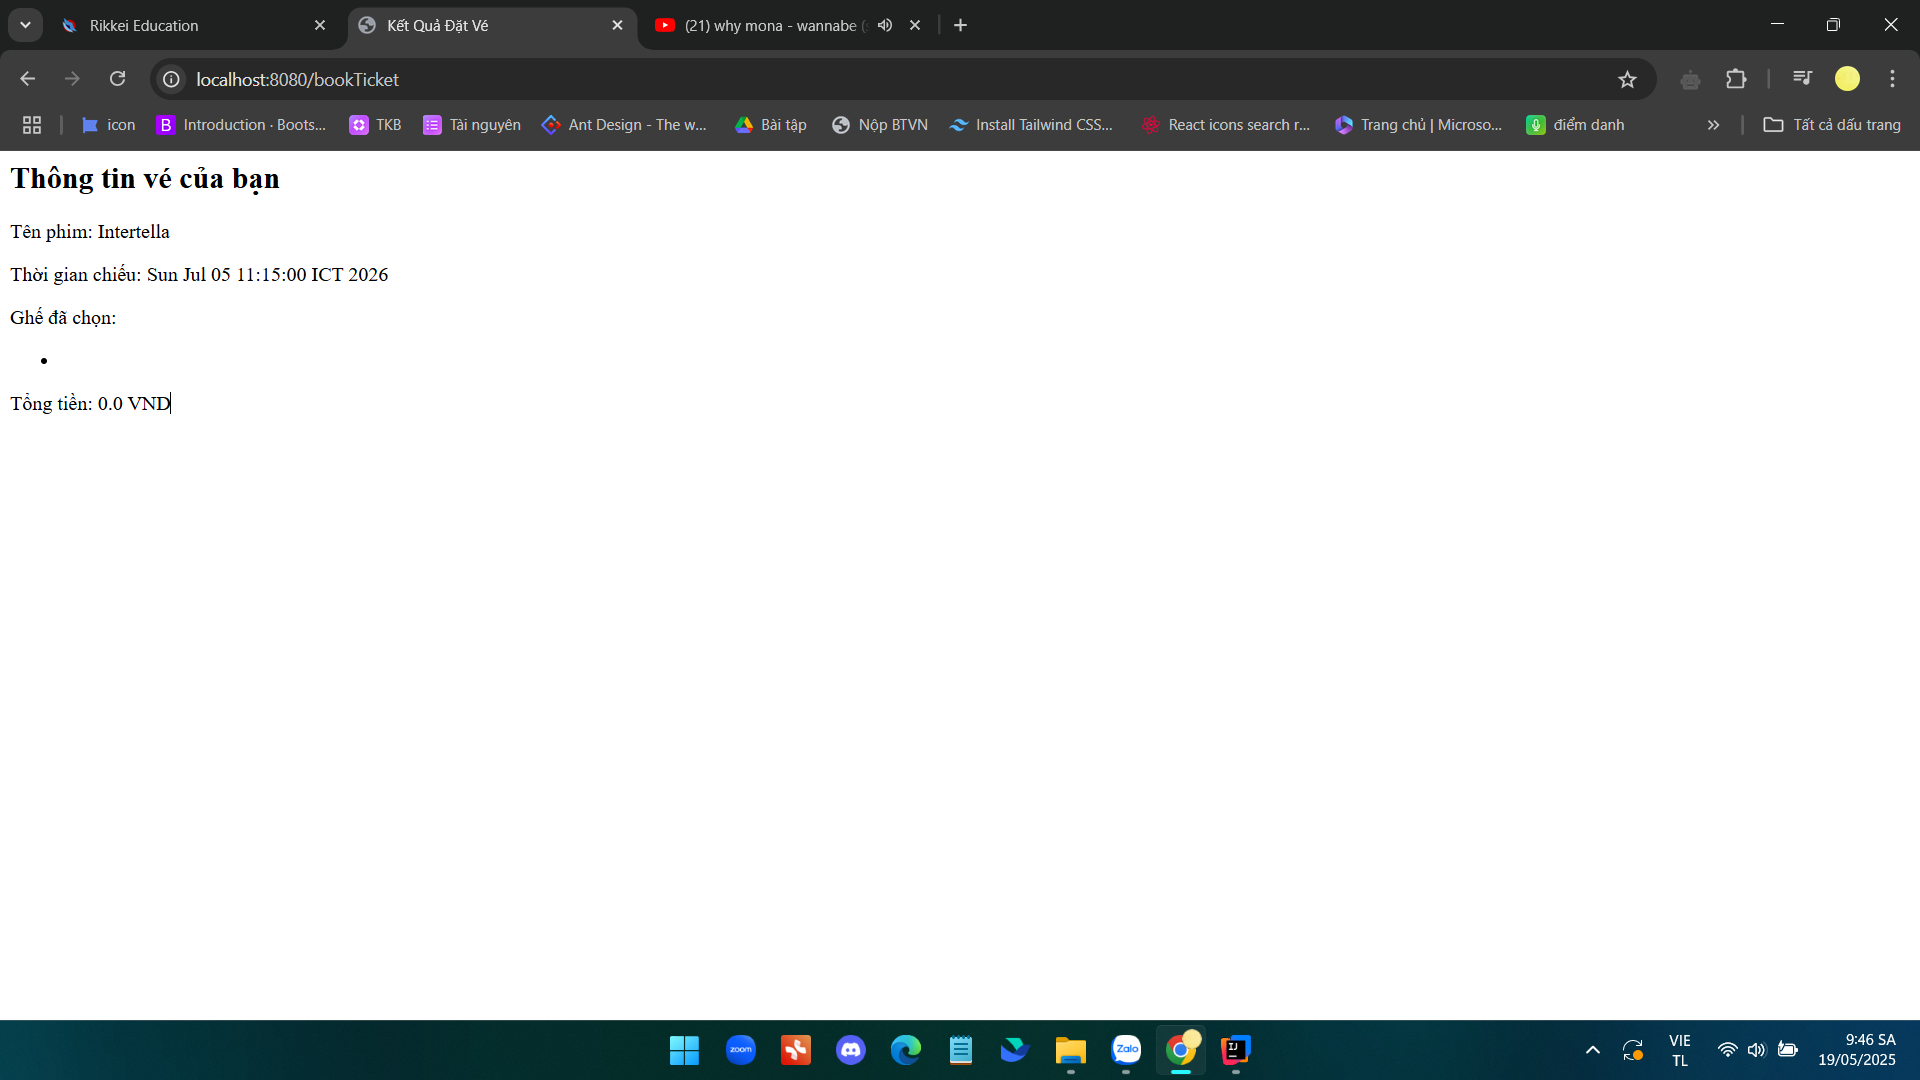 Rikkei Education
Kết Quả Đặt Vé
(21) why mona - wannabe (
localhost:8080/bookTicket
icon
B
Introduction · Boots...
TKB
Tài nguyên
Ant Design - The w...
Bài tập
Nộp BTVN
Install Tailwind CSS...
React icons search r...
Trang chủ | Microso...
điểm danh
Tất cả dấu trang
Thông tin vé của bạn
Tên phim: Intertella
Thời gian chiếu: Sun Jul 05 11:15:00 ICT 2026
Ghế đã chọn:
Tổng tiền: 0.0 VND
zoom
Zalo
IJ
VIE
TL
9:46 SA
19/05/2025